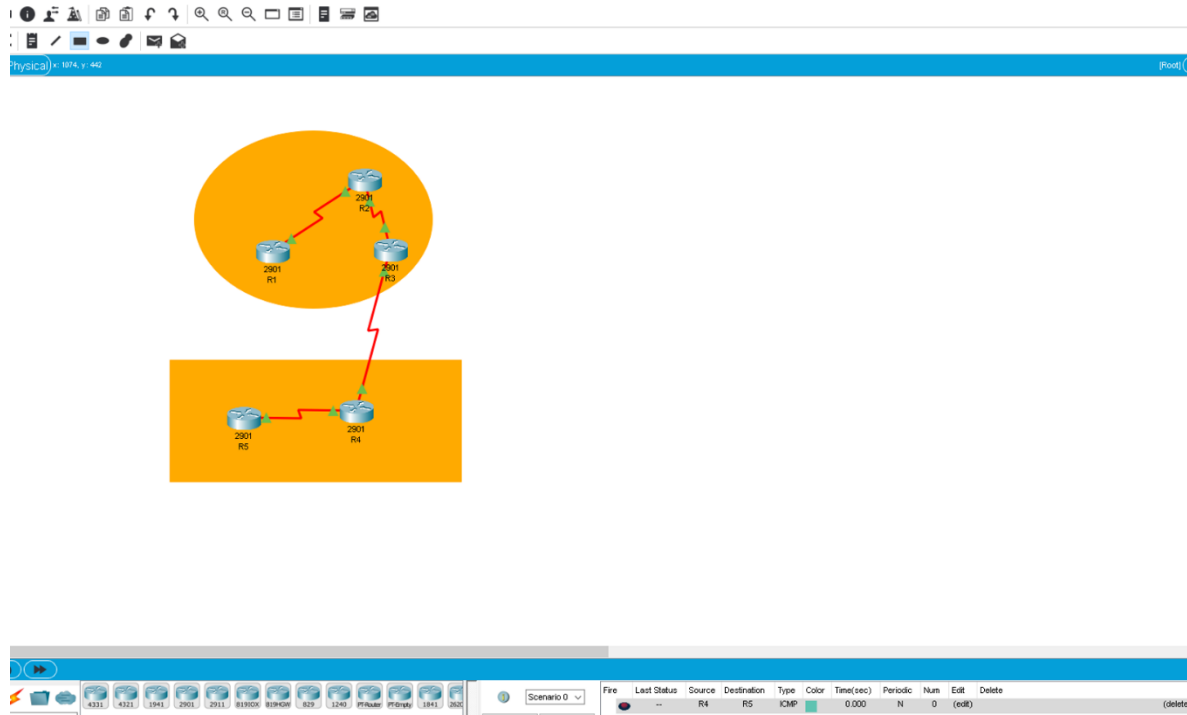 Physical x: 1074, y: 442
[Root]
2901
R2
2901
R1
2901
R3
2901
R5
2901
R4
4331 4321 1941 2901 2911 819IOX 819HGW 829 1240 PT-Router PT-Empty 1841 2620
Scenario 0
Fire Last Status Source Destination Type Color Time(sec) Periodic Num Edit Delete
-- R4 R5 ICMP 0.000 N 0 (edit) (delete